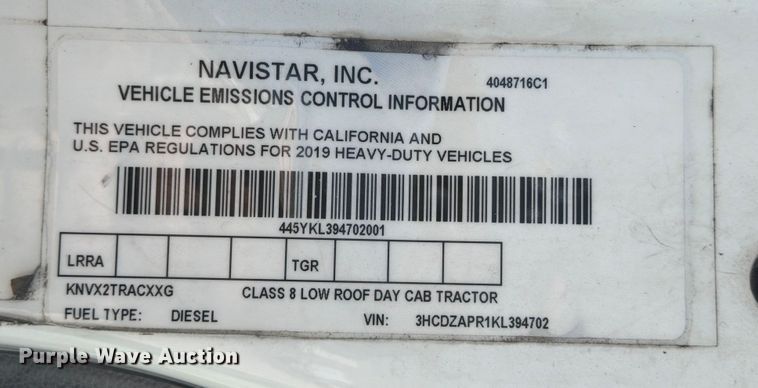 NAVISTAR, INC.
4048716C1
VEHICLE EMISSIONS CONTROL INFORMATION
THIS VEHICLE COMPLIES WITH CALIFORNIA AND
U.S. EPA REGULATIONS FOR 2019 HEAVY-DUTY VEHICLES
445YKL394702001
LRRA TGR
KNVX2TRACXXG CLASS 8 LOW ROOF DAY CAB TRACTOR
FUEL TYPE: DIESEL VIN: 3HCDZAPR1KL394702
Purple Wave Auction